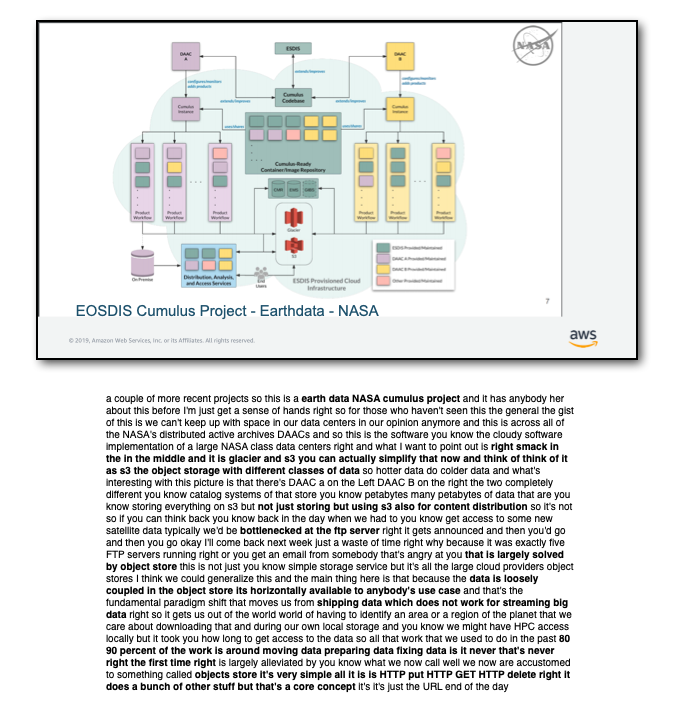 NASA
DAAC
A
ESDIS
DAAC
B
extends/improves
configures/monitors
adds products
configures/monitors
adds products
Cumulus
Codebase
extends/improves
extends/improves
Cumulus
Instance
Cumulus
Instance
uses/shares
uses/shares
Cumulus-Ready
Container/Image Repository
Product
Workflow
Product
Workflow
Product
Workflow
Product
Workflow
Product
Workflow
Product
Workflow
CMR
Glacier
S3
On Premise
Distribution, Analysis,
and Access Services
End
Users
ESDIS Provisioned Cloud
Infrastructure
ESDIS Provided/Maintained
DAAC A Provided/Maintained
DAAC B Provided/Maintained
Other Provided/Maintained
7
EOSDIS Cumulus Project - Earthdata - NASA
© 2019, Amazon Web Services, Inc. or its Affiliates. All rights reserved.
aws
a couple of more recent projects so this is a earth data NASA cumulus project and it has anybody her
about this before I'm just get a sense of hands right so for those who haven't seen this the general the gist
of this is we can't keep up with space in our data centers in our opinion anymore and this is across all of
the NASA's distributed active archives DAACs and so this is the software you know the cloudy software
implementation of a large NASA class data centers right and what I want to point out is right smack in
the in the middle and it is glacier and s3 you can actually simplify that now and think of think of it
as s3 the object storage with different classes of data so hotter data do colder data and what's
interesting with this picture is that there's DAAC a on the Left DAAC B on the right the two completely
different you know catalog systems of that store you know petabytes many petabytes of data that are you
know storing everything on s3 but not just storing but using s3 also for content distribution so it's not
so if you can think back you know back in the day when we had to you know get access to some new
satellite data typically we'd be bottlenecked at the ftp server right it gets announced and then you'd go
and then you go okay I'll come back next week just a waste of time right why because it was exactly five
FTP servers running right or you get an email from somebody that's angry at you that is largely solved
by object store this is not just you know simple storage service but it's all the large cloud providers object
stores I think we could generalize this and the main thing here is that because the data is loosely
coupled in the object store its horizontally available to anybody's use case and that's the
fundamental paradigm shift that moves us from shipping data which does not work for streaming big
data right so it gets us out of the world world of having to identify an area or a region of the planet that we
care about downloading that and during our own local storage and you know we might have HPC access
locally but it took you how long to get access to the data so all that work that we used to do in the past 80
90 percent of the work is around moving data preparing data fixing data is it never that's never
right the first time right is largely alleviated by you know what we now call well we now are accustomed
to something called objects store it's very simple all it is is HTTP put HTTP GET HTTP delete right it
does a bunch of other stuff but that's a core concept it's it's just the URL end of the day